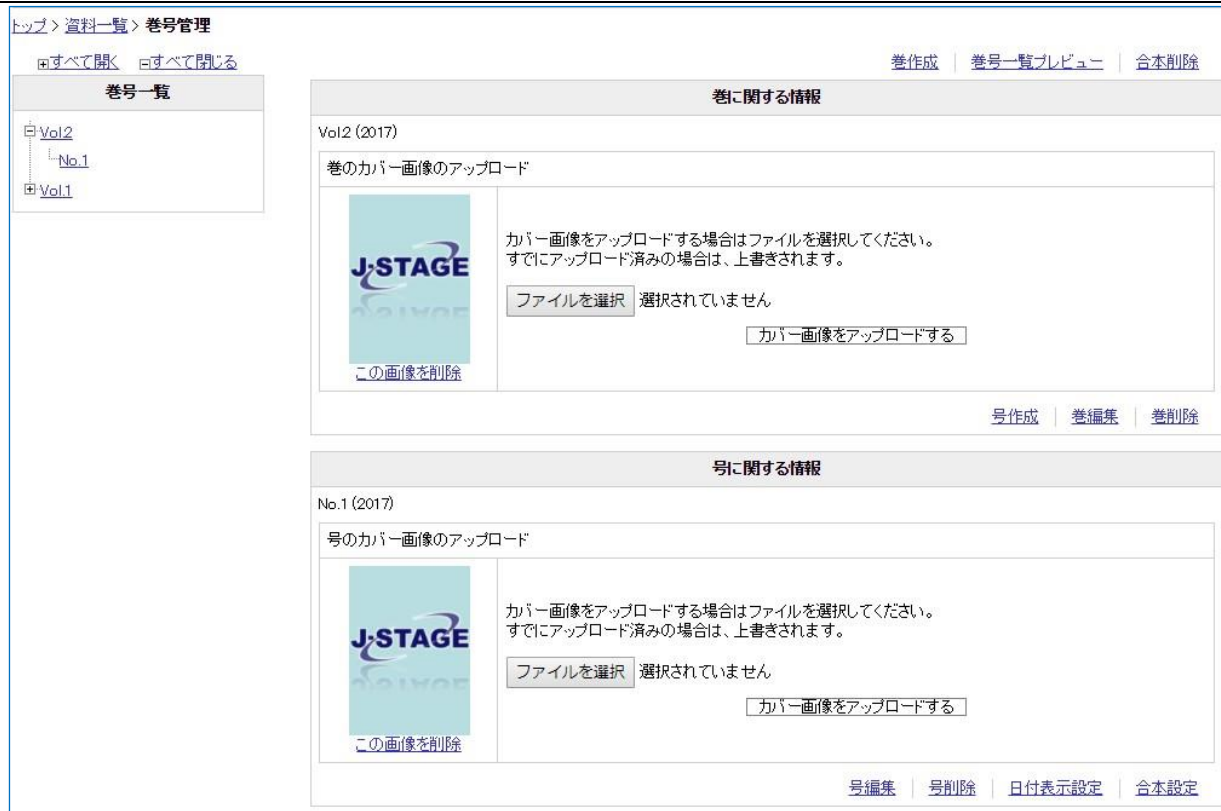 トップ > 資料一覧 > 巻号管理
すべて開く すべて閉じる
巻号一覧
Vol.2
No.1
Vol.1
巻作成 | 巻号一覧プレビュー | 合本削除
巻に関する情報
Vol.2 (2017)
巻のカバー画像のアップロード
J-STAGE
この画像を削除
カバー画像をアップロードする場合はファイルを選択してください。
すでにアップロード済みの場合は、上書きされます。
ファイルを選択 選択されていません
カバー画像をアップロードする
号作成 | 巻編集 | 巻削除
号に関する情報
No.1 (2017)
号のカバー画像のアップロード
J-STAGE
この画像を削除
カバー画像をアップロードする場合はファイルを選択してください。
すでにアップロード済みの場合は、上書きされます。
ファイルを選択 選択されていません
カバー画像をアップロードする
号編集 | 号削除 | 日付表示設定 | 合本設定